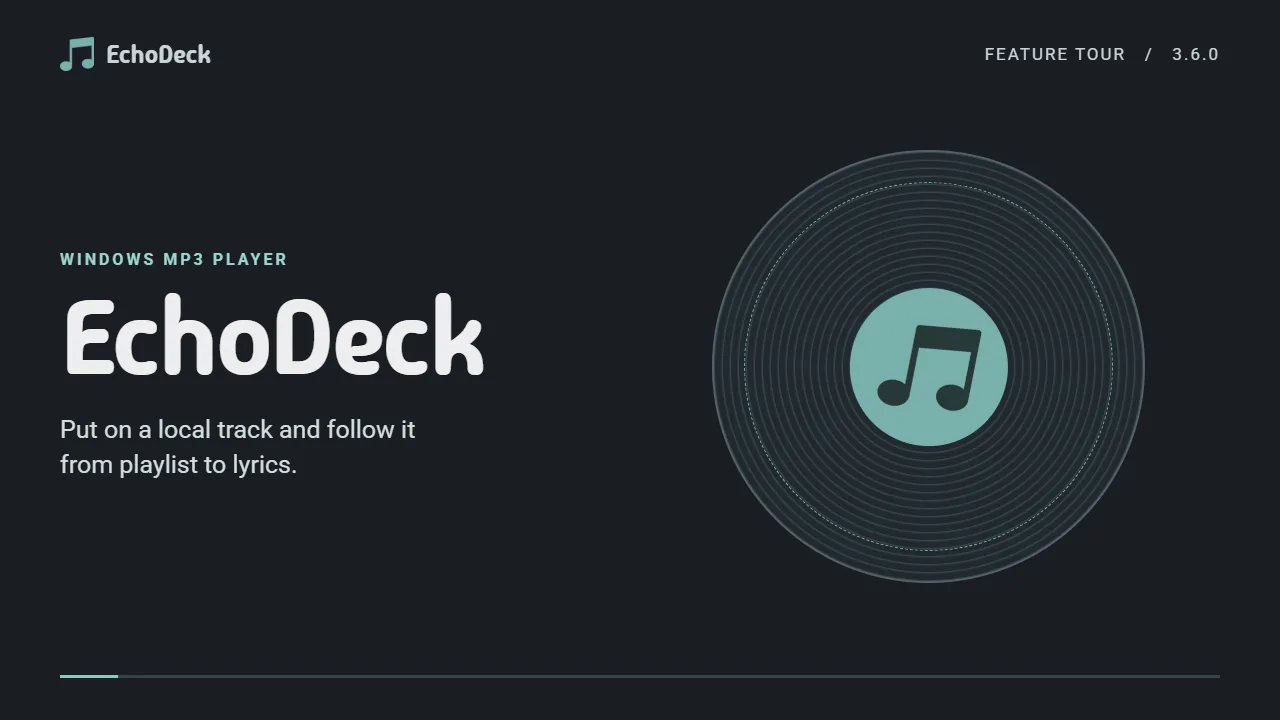 EchoDeck
FEATURE TOUR / 3.6.0
WINDOWS MP3 PLAYER
EchoDeck
Put on a local track and follow it
from playlist to lyrics.